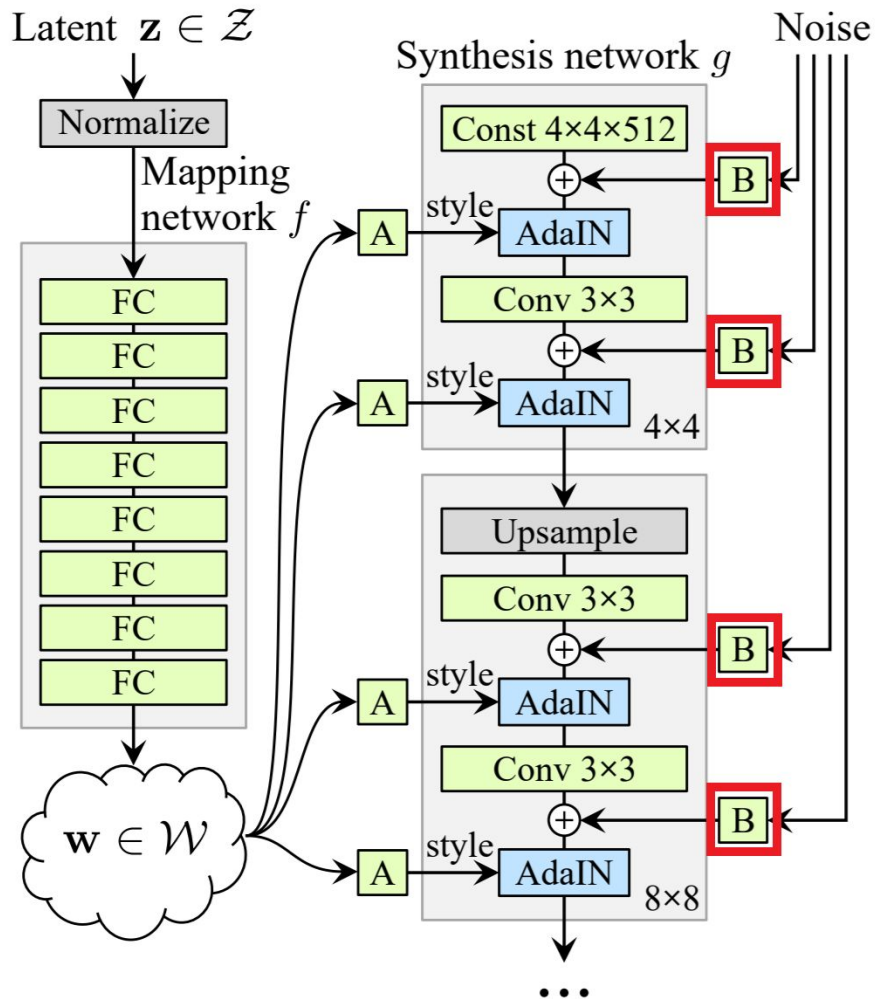 Latent z ∈ 𝒵
Normalize
Mapping
network f
FC
FC
FC
FC
FC
FC
FC
FC
w ∈ 𝒲
A
A
A
A
style
style
style
style
Synthesis network g
Const 4×4×512
+
AdaIN
Conv 3×3
+
AdaIN
4×4
Upsample
Conv 3×3
+
AdaIN
Conv 3×3
+
AdaIN
8×8
...
Noise
B
B
B
B